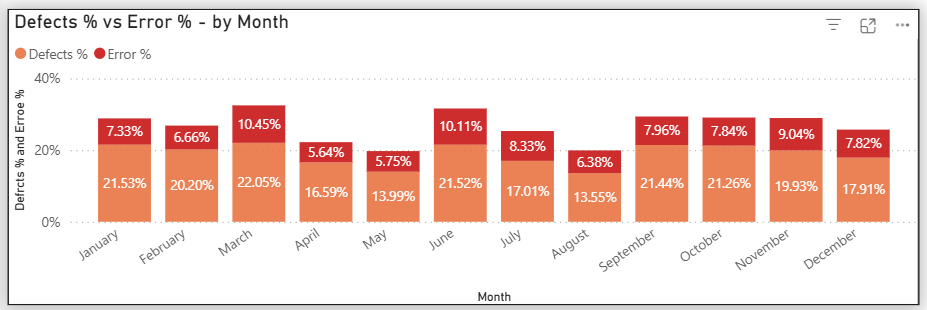 Defects % vs Error % - by Month
Defects % Error %
Defrcts % and Erroe %
40%
20%
0%
7.33% 6.66% 10.45% 5.64% 5.75% 10.11% 8.33% 6.38% 7.96% 7.84% 9.04% 7.82%
21.53% 20.20% 22.05% 16.59% 13.99% 21.52% 17.01% 13.55% 21.44% 21.26% 19.93% 17.91%
January February March April May June July August September October November December
Month